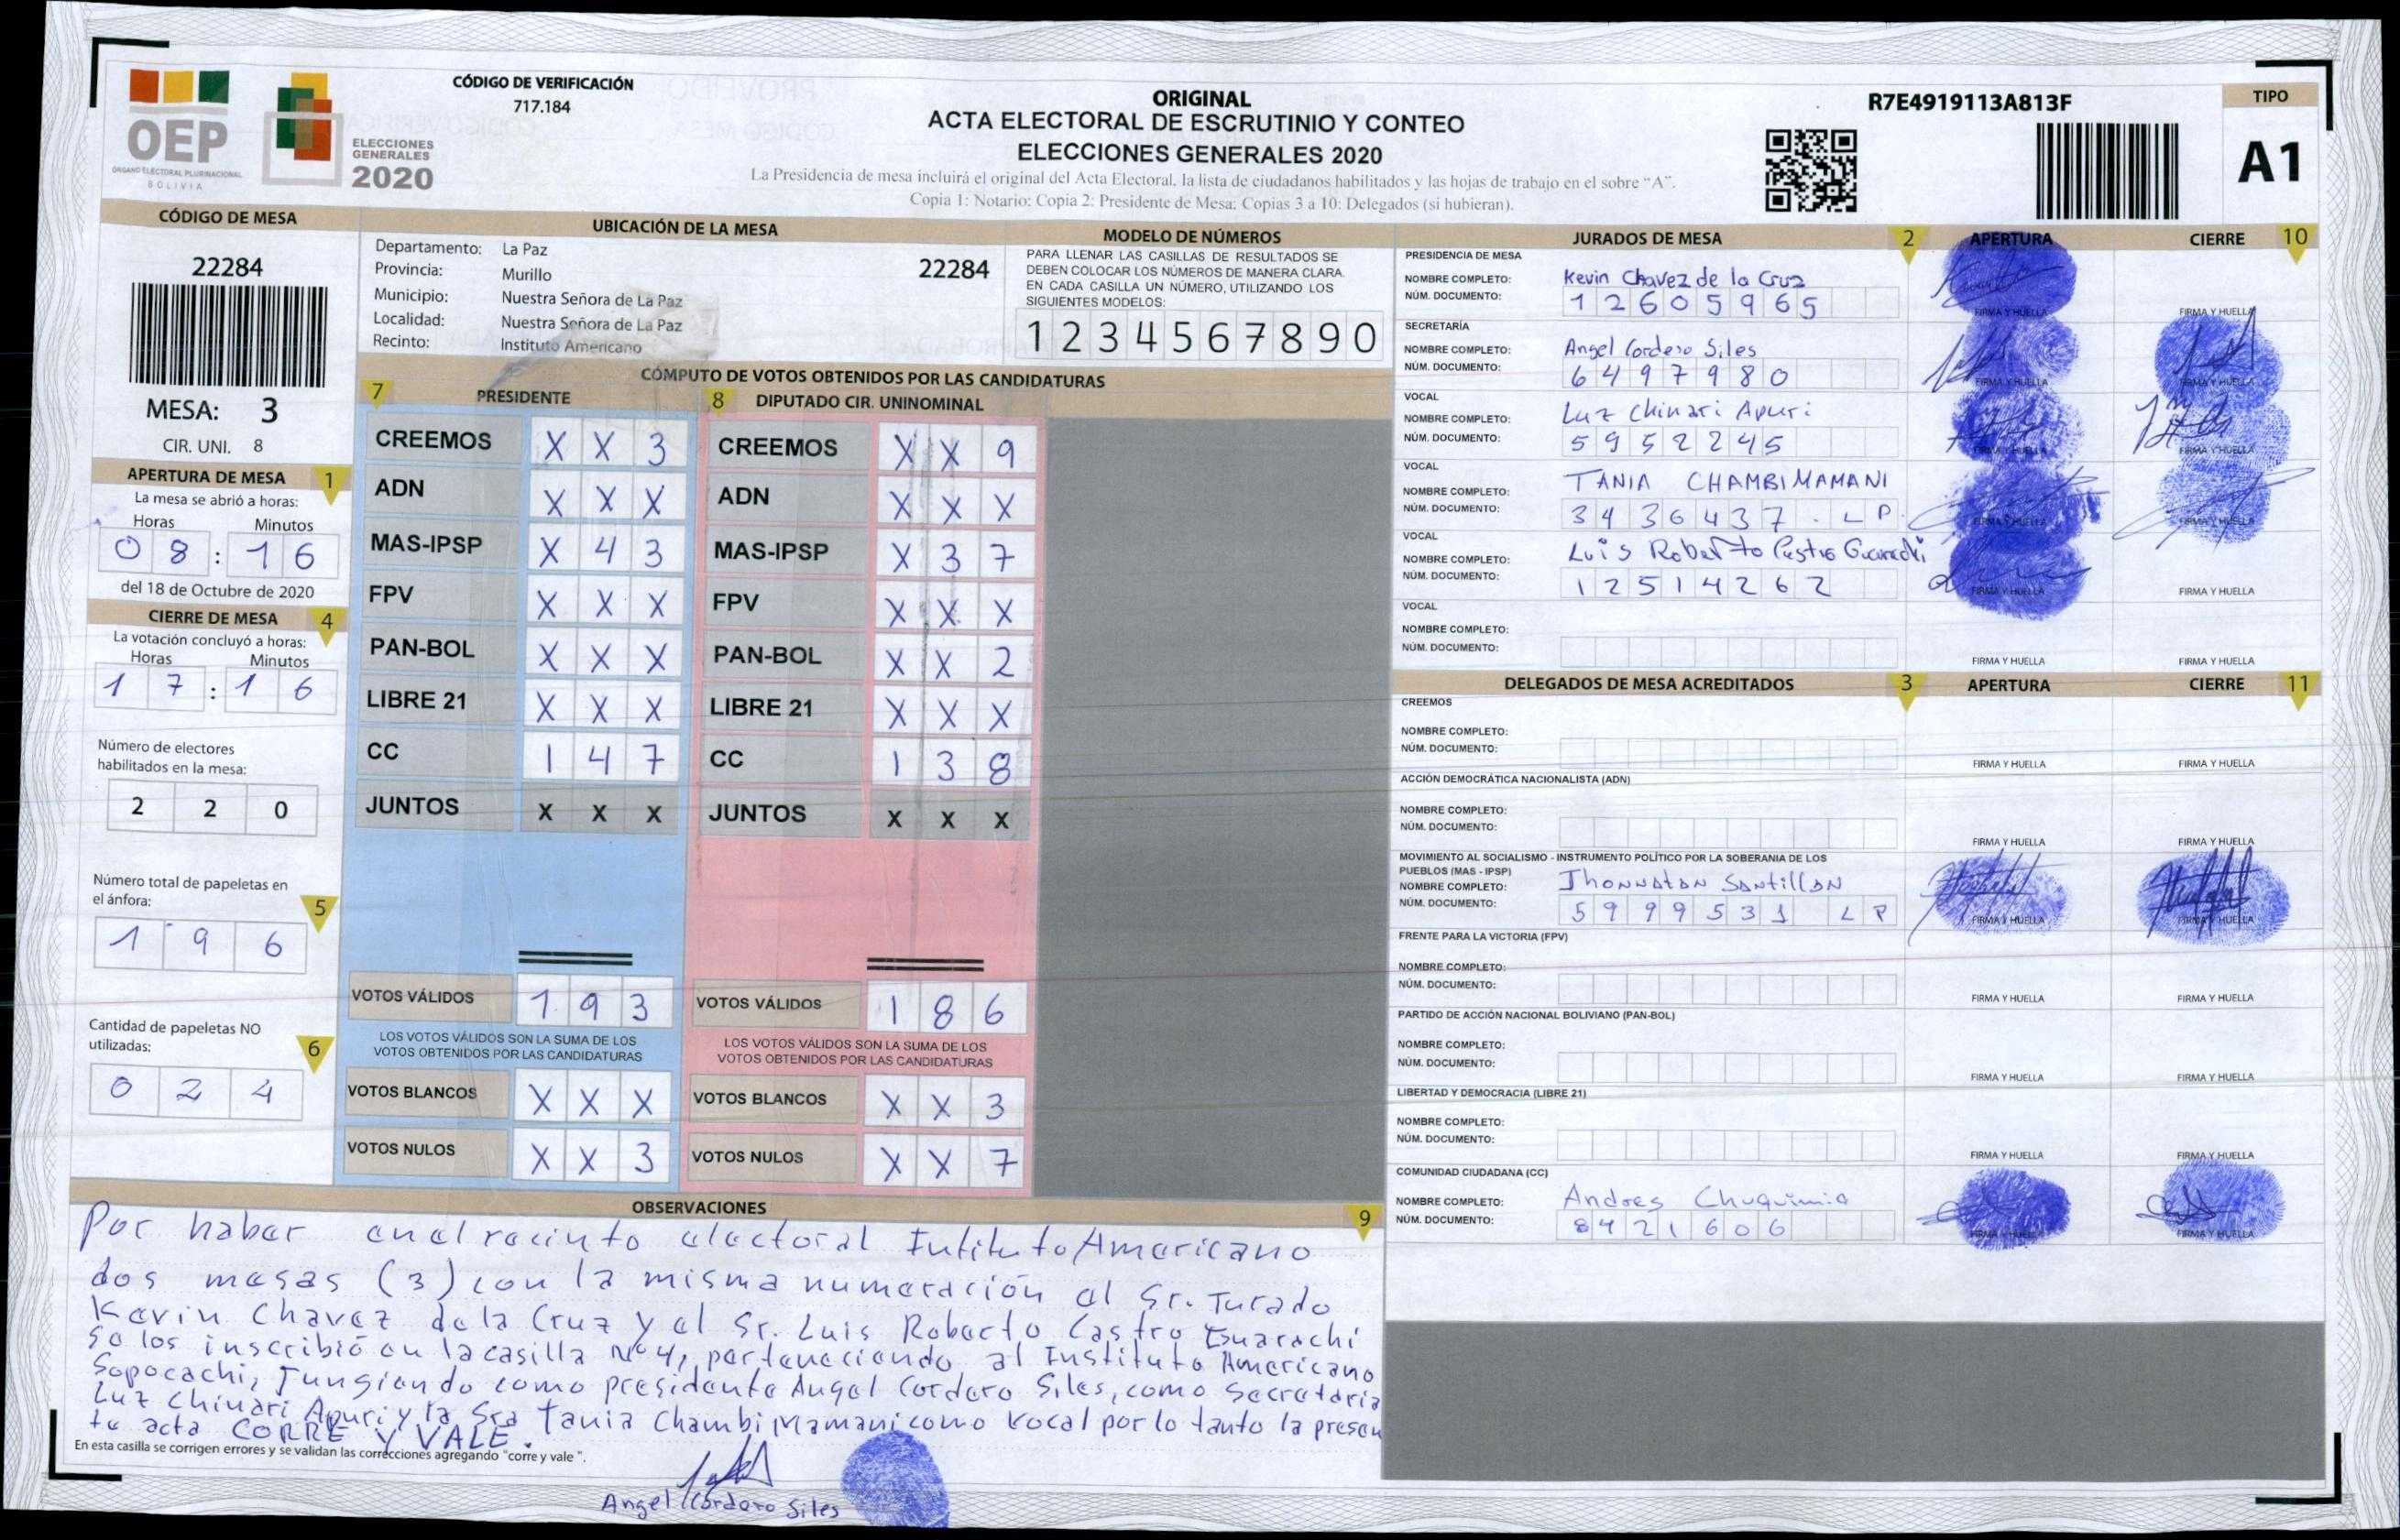 OEP
ÓRGANO ELECTORAL PLURINACIONAL
BOLIVIA
ELECCIONES
GENERALES
2020
CÓDIGO DE VERIFICACIÓN
717.184
ORIGINAL
ACTA ELECTORAL DE ESCRUTINIO Y CONTEO
ELECCIONES GENERALES 2020
La Presidencia de mesa incluirá el original del Acta Electoral, la lista de ciudadanos habilitados y las hojas de trabajo en el sobre “A”.
Copia 1: Notario: Copia 2: Presidente de Mesa: Copias 3 a 10: Delegados (si hubieran).
R7E4919113A813F
TIPO
A1
CÓDIGO DE MESA
22284
MESA: 3
CIR. UNI. 8
APERTURA DE MESA 1
La mesa se abrió a horas:
Horas Minutos
0 8 : 1 6
del 18 de Octubre de 2020
CIERRE DE MESA 4
La votación concluyó a horas:
Horas Minutos
1 7 : 1 6
Número de electores
habilitados en la mesa:
2 2 0
Número total de papeletas en
el ánfora: 5
1 9 6
Cantidad de papeletas NO
utilizadas: 6
0 2 4
UBICACIÓN DE LA MESA
Departamento: La Paz
22284
Provincia: Murillo
Municipio: Nuestra Señora de La Paz
Localidad: Nuestra Señora de La Paz
Recinto: Instituto Americano
MODELO DE NÚMEROS
PARA LLENAR LAS CASILLAS DE RESULTADOS SE
DEBEN COLOCAR LOS NÚMEROS DE MANERA CLARA.
EN CADA CASILLA UN NÚMERO, UTILIZANDO LOS
SIGUIENTES MODELOS:
1 2 3 4 5 6 7 8 9 0
CÓMPUTO DE VOTOS OBTENIDOS POR LAS CANDIDATURAS
7 PRESIDENTE
CREEMOS X X 3
ADN X X X
MAS-IPSP X 4 3
FPV X X X
PAN-BOL X X X
LIBRE 21 X X X
CC 1 4 7
JUNTOS X X X
VOTOS VÁLIDOS 1 9 3
LOS VOTOS VÁLIDOS SON LA SUMA DE LOS
VOTOS OBTENIDOS POR LAS CANDIDATURAS
VOTOS BLANCOS X X X
VOTOS NULOS X X 3
8 DIPUTADO CIR. UNINOMINAL
CREEMOS X X 9
ADN X X X
MAS-IPSP X 3 7
FPV X X X
PAN-BOL X X 2
LIBRE 21 X X X
CC 1 3 8
JUNTOS X X X
VOTOS VÁLIDOS 1 8 6
LOS VOTOS VÁLIDOS SON LA SUMA DE LOS
VOTOS OBTENIDOS POR LAS CANDIDATURAS
VOTOS BLANCOS X X 3
VOTOS NULOS X X 7
JURADOS DE MESA 2 APERTURA CIERRE 10
PRESIDENCIA DE MESA
NOMBRE COMPLETO: Kevin Chavez de la Cruz
NÚM. DOCUMENTO: 1 2 6 0 5 9 6 5
FIRMA Y HUELLA FIRMA Y HUELLA
SECRETARÍA
NOMBRE COMPLETO: Angel Cordero Siles
NÚM. DOCUMENTO: 6 4 9 7 9 8 0
FIRMA Y HUELLA FIRMA Y HUELLA
VOCAL
NOMBRE COMPLETO: Luz Chinari Apuri
NÚM. DOCUMENTO: 5 9 5 2 2 4 5
FIRMA Y HUELLA FIRMA Y HUELLA
VOCAL
NOMBRE COMPLETO: TANIA CHAMBI MAMANI
NÚM. DOCUMENTO: 3 4 3 6 4 3 7 . L P.
FIRMA Y HUELLA FIRMA Y HUELLA
VOCAL
NOMBRE COMPLETO: Luis Roberto Castro
NÚM. DOCUMENTO: 1 2 5 1 4 2 6 2
FIRMA Y HUELLA FIRMA Y HUELLA
VOCAL
NOMBRE COMPLETO:
NÚM. DOCUMENTO:
FIRMA Y HUELLA FIRMA Y HUELLA
DELEGADOS DE MESA ACREDITADOS 3 APERTURA CIERRE 11
CREEMOS
NOMBRE COMPLETO:
NÚM. DOCUMENTO:
FIRMA Y HUELLA FIRMA Y HUELLA
ACCIÓN DEMOCRÁTICA NACIONALISTA (ADN)
NOMBRE COMPLETO:
NÚM. DOCUMENTO:
FIRMA Y HUELLA FIRMA Y HUELLA
MOVIMIENTO AL SOCIALISMO - INSTRUMENTO POLÍTICO POR LA SOBERANIA DE LOS
PUEBLOS (MAS - IPSP)
NOMBRE COMPLETO: Jhonnatan Santillan
NÚM. DOCUMENTO: 5 9 9 9 5 3 1 L P
FIRMA Y HUELLA FIRMA Y HUELLA
FRENTE PARA LA VICTORIA (FPV)
NOMBRE COMPLETO:
NÚM. DOCUMENTO:
FIRMA Y HUELLA FIRMA Y HUELLA
PARTIDO DE ACCIÓN NACIONAL BOLIVIANO (PAN-BOL)
NOMBRE COMPLETO:
NÚM. DOCUMENTO:
FIRMA Y HUELLA FIRMA Y HUELLA
LIBERTAD Y DEMOCRACIA (LIBRE 21)
NOMBRE COMPLETO:
NÚM. DOCUMENTO:
FIRMA Y HUELLA FIRMA Y HUELLA
COMUNIDAD CIUDADANA (CC)
NOMBRE COMPLETO: Andres Chuquimia
NÚM. DOCUMENTO: 8 4 2 1 6 0 6
FIRMA Y HUELLA FIRMA Y HUELLA
OBSERVACIONES 9
Por haber en el recinto electoral Intituto Americano
dos mesas (3) con la misma numeración al Sr. Jurado
Kevin Chavez de la Cruz y al Sr. Luis Roberto Castro Guarachi
se los inscribió en la casilla Nº 4, perteneciendo al Instituto Americano
Sopocachi, Fungiendo como presidente Angel Cordero Siles, como secretaria
Luz Chinari Apuri y la Sra Tania Chambi Mamani como Vocal por lo tanto la presen
te acta CORRE Y VALE.
En esta casilla se corrigen errores y se validan las correcciones agregando "corre y vale ".
Angel Cordero Siles